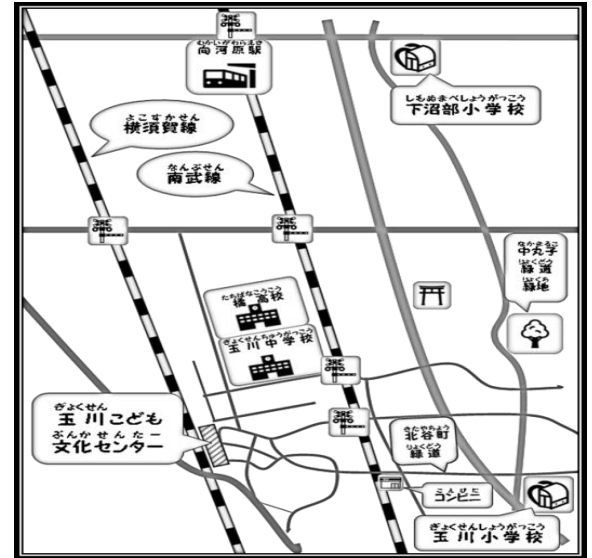 むかいがわらえき
向河原駅
しもぬまべしょうがっこう
下沼部小学校
よこすかせん
横須賀線
なんぶせん
南武線
なかまるこ
中丸子
りょくどう
緑道
りょくち
緑地
たちばなこうこう
橘高校
ぎょくせんちゅうがっこう
玉川中学校
ぎょくせん
玉川こども
ぶんかせんたー
文化センター
きたやちょう
北谷町
りょくどう
緑道
こんびに
コンビニ
ぎょくせんしょうがっこう
玉川小学校